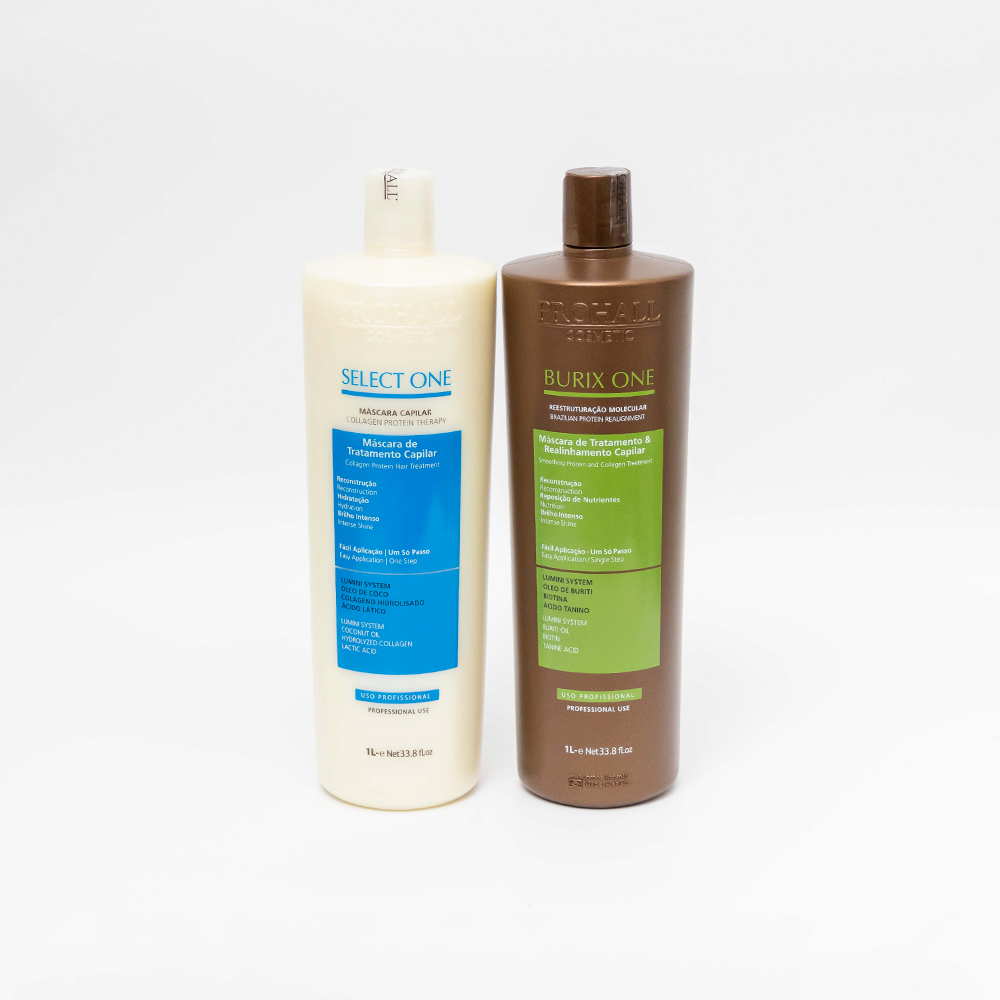 PROHALL
COSMETIC
SELECT ONE
MÁSCARA CAPILAR
COLLAGEN PROTEIN THERAPY
Máscara de
Tratamento Capilar
Collagen Protein Hair Treatment
Reconstrução
Reconstruction
Hidratação
Hydration
Brilho Intenso
Intense Shine
Fácil Aplicação | Um Só Passo
Easy Application | One Step
LUMINI SYSTEM
ÓLEO DE COCO
COLÁGENO HIDROLISADO
ÁCIDO LÁTICO
LUMINI SYSTEM
COCONUT OIL
HYDROLYZED COLLAGEN
LACTIC ACID
USO PROFISSIONAL
PROFESSIONAL USE
1L-e Net33.8 fl.oz
PROHALL
COSMETIC
BURIX ONE
REESTRUTURAÇÃO MOLECULAR
BRAZILIAN PROTEIN REALIGNMENT
Máscara de Tratamento &
Realinhamento Capilar
Smoothing Protein and Collagen Treatment
Reconstrução
Reconstruction
Reposição de Nutrientes
Nutrition
Brilho Intenso
Intense Shine
Fácil Aplicação - Um Só Passo
Easy Application / Single Step
LUMINI SYSTEM
ÓLEO DE BURITI
BIOTINA
ÁCIDO TANINO
LUMINI SYSTEM
BURITI OIL
BIOTIN
TANINE ACID
USO PROFISSIONAL
PROFESSIONAL USE
1L-e Net33.8 fl.oz